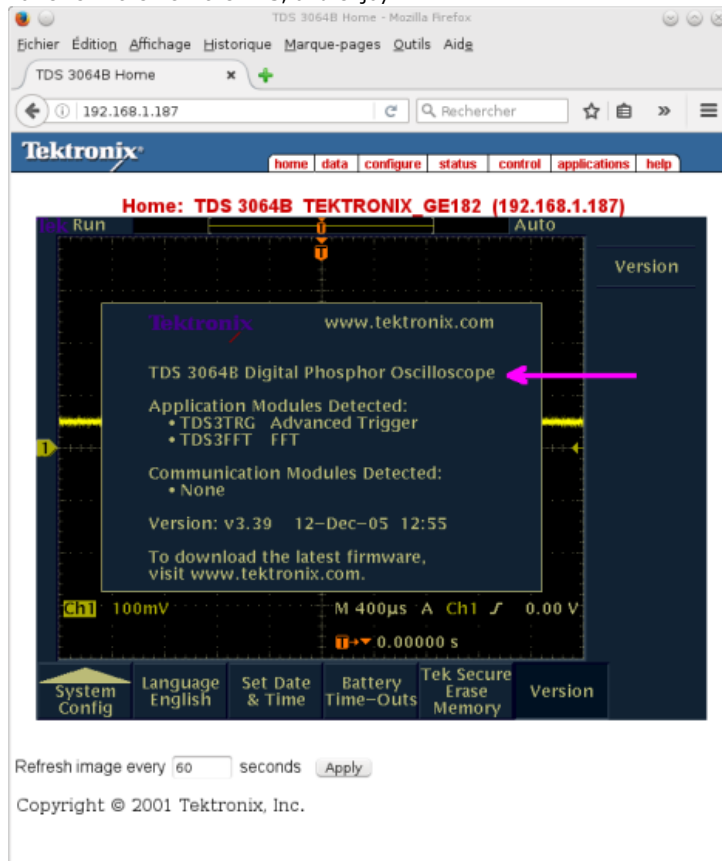 TDS 3064B Home - Mozilla Firefox
Fichier Édition Affichage Historique Marque-pages Outils Aide
TDS 3064B Home
192.168.1.187 Rechercher
Tektronix
home data configure status control applications help
Home: TDS 3064B TEKTRONIX_GE182 (192.168.1.187)
Tek Run Auto
Version
Tektronix www.tektronix.com
TDS 3064B Digital Phosphor Oscilloscope
Application Modules Detected:
• TDS3TRG Advanced Trigger
• TDS3FFT FFT
1
Communication Modules Detected:
• None
Version: v3.39 12-Dec-05 12:55
To download the latest firmware,
visit www.tektronix.com.
Ch1 100mV M 400µs A Ch1 0.00 V
T 0.00000 s
System Config
Language English
Set Date & Time
Battery Time-Outs
Tek Secure Erase Memory
Version
Refresh image every 60 seconds Apply
Copyright © 2001 Tektronix, Inc.